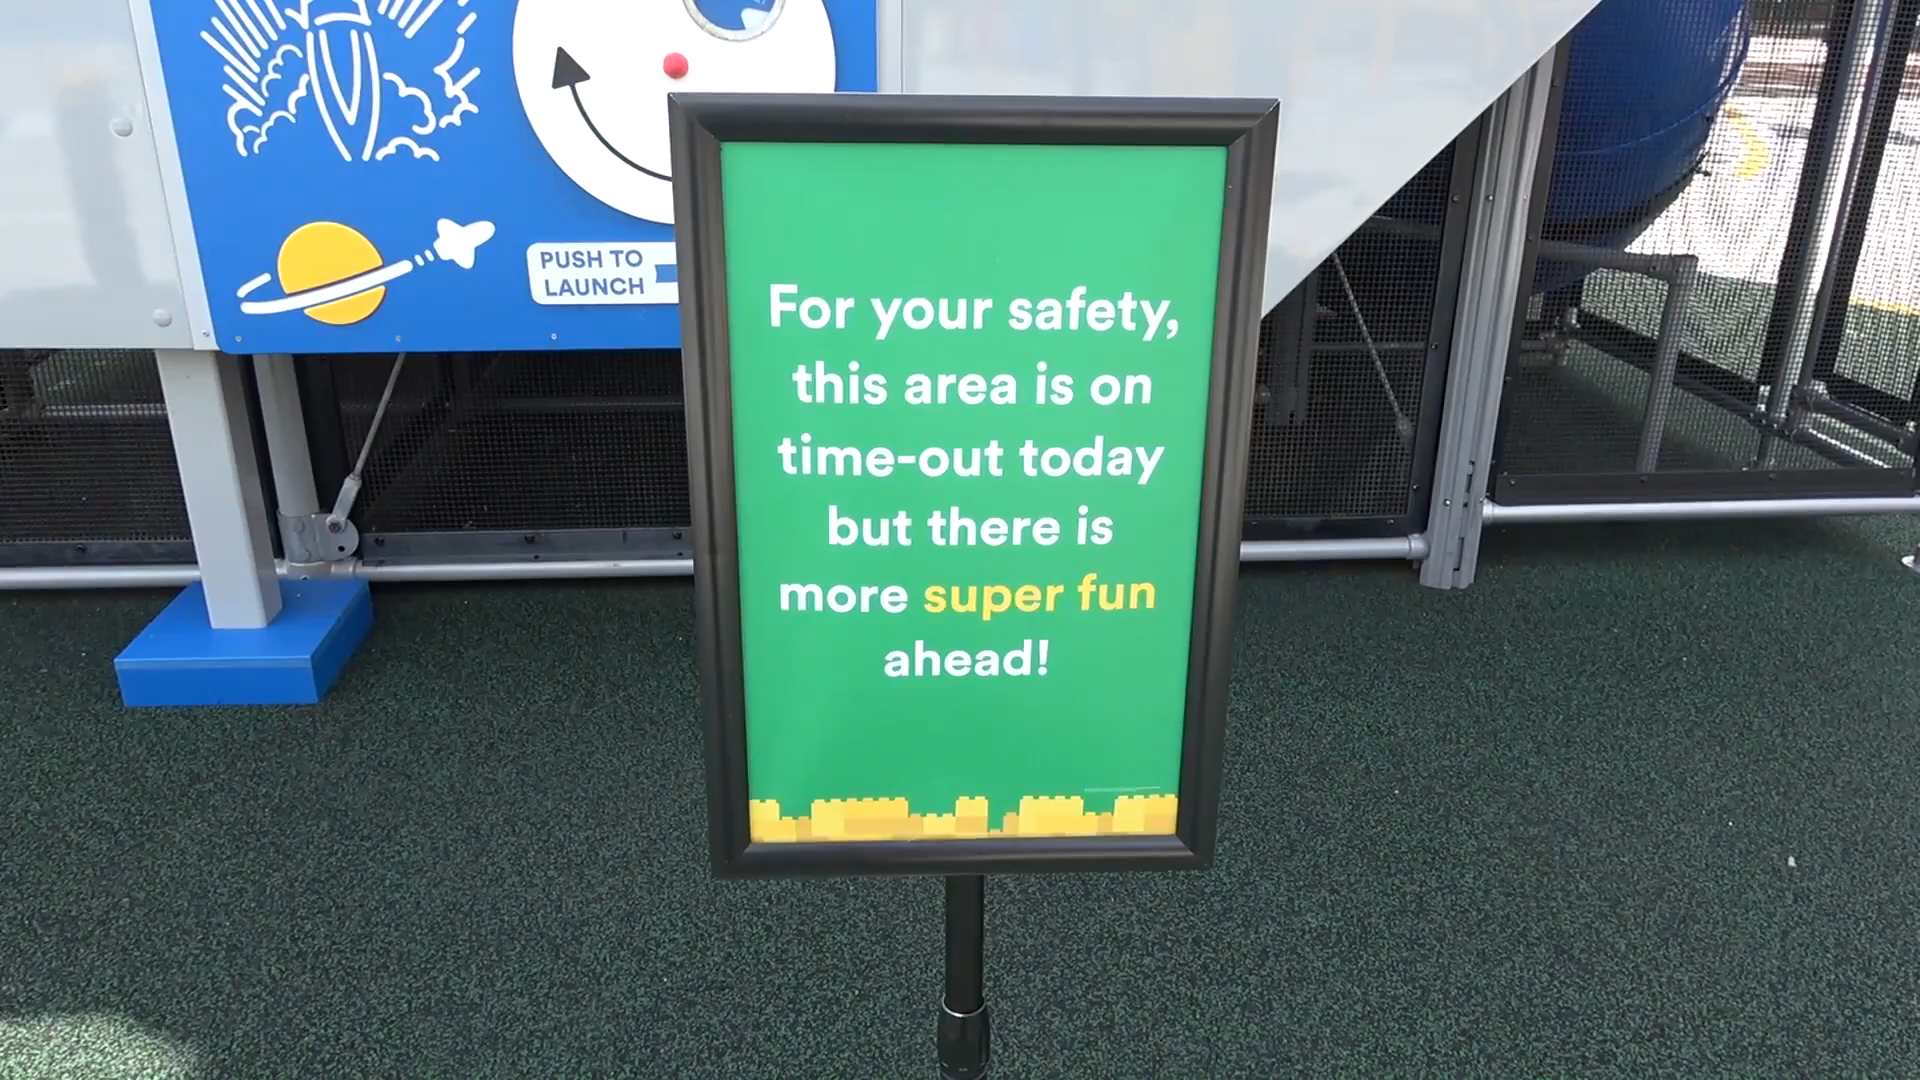 PUSH TO
LAUNCH
For your safety,
this area is on
time-out today
but there is
more super fun
ahead!